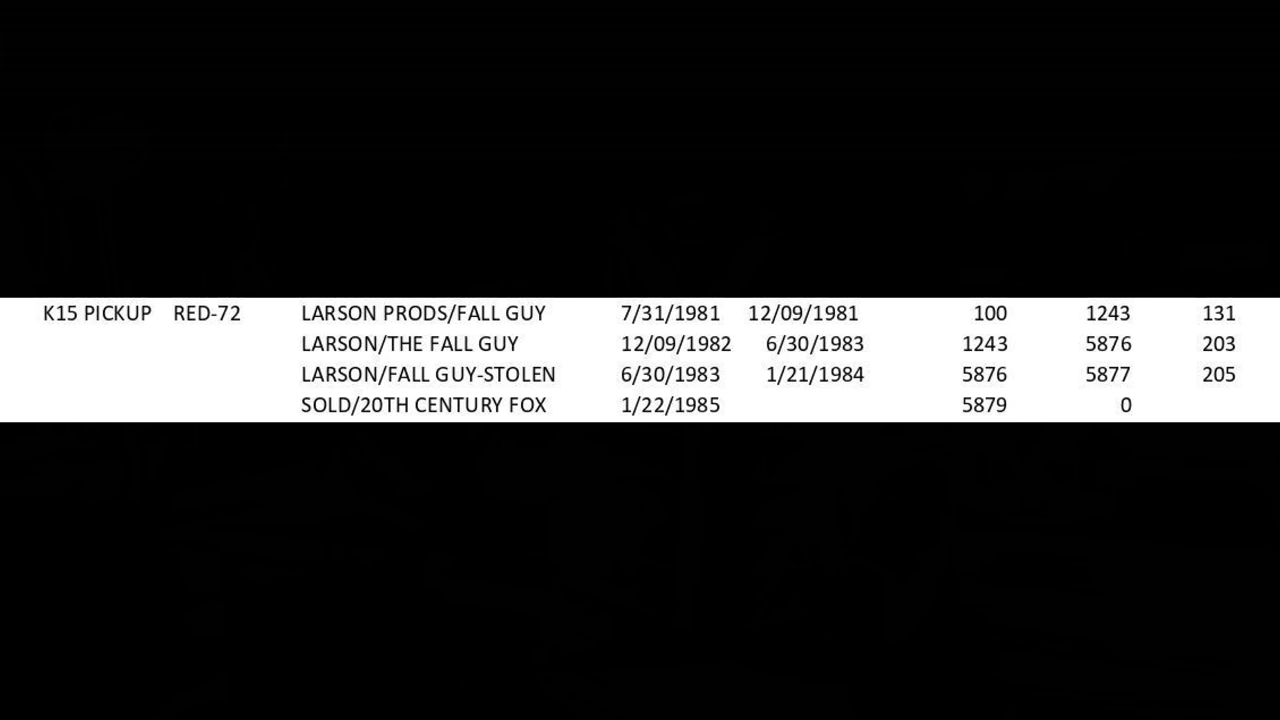 K15 PICKUP RED-72 LARSON PRODS/FALL GUY 7/31/1981 12/09/1981 100 1243 131
LARSON/THE FALL GUY 12/09/1982 6/30/1983 1243 5876 203
LARSON/FALL GUY-STOLEN 6/30/1983 1/21/1984 5876 5877 205
SOLD/20TH CENTURY FOX 1/22/1985 5879 0